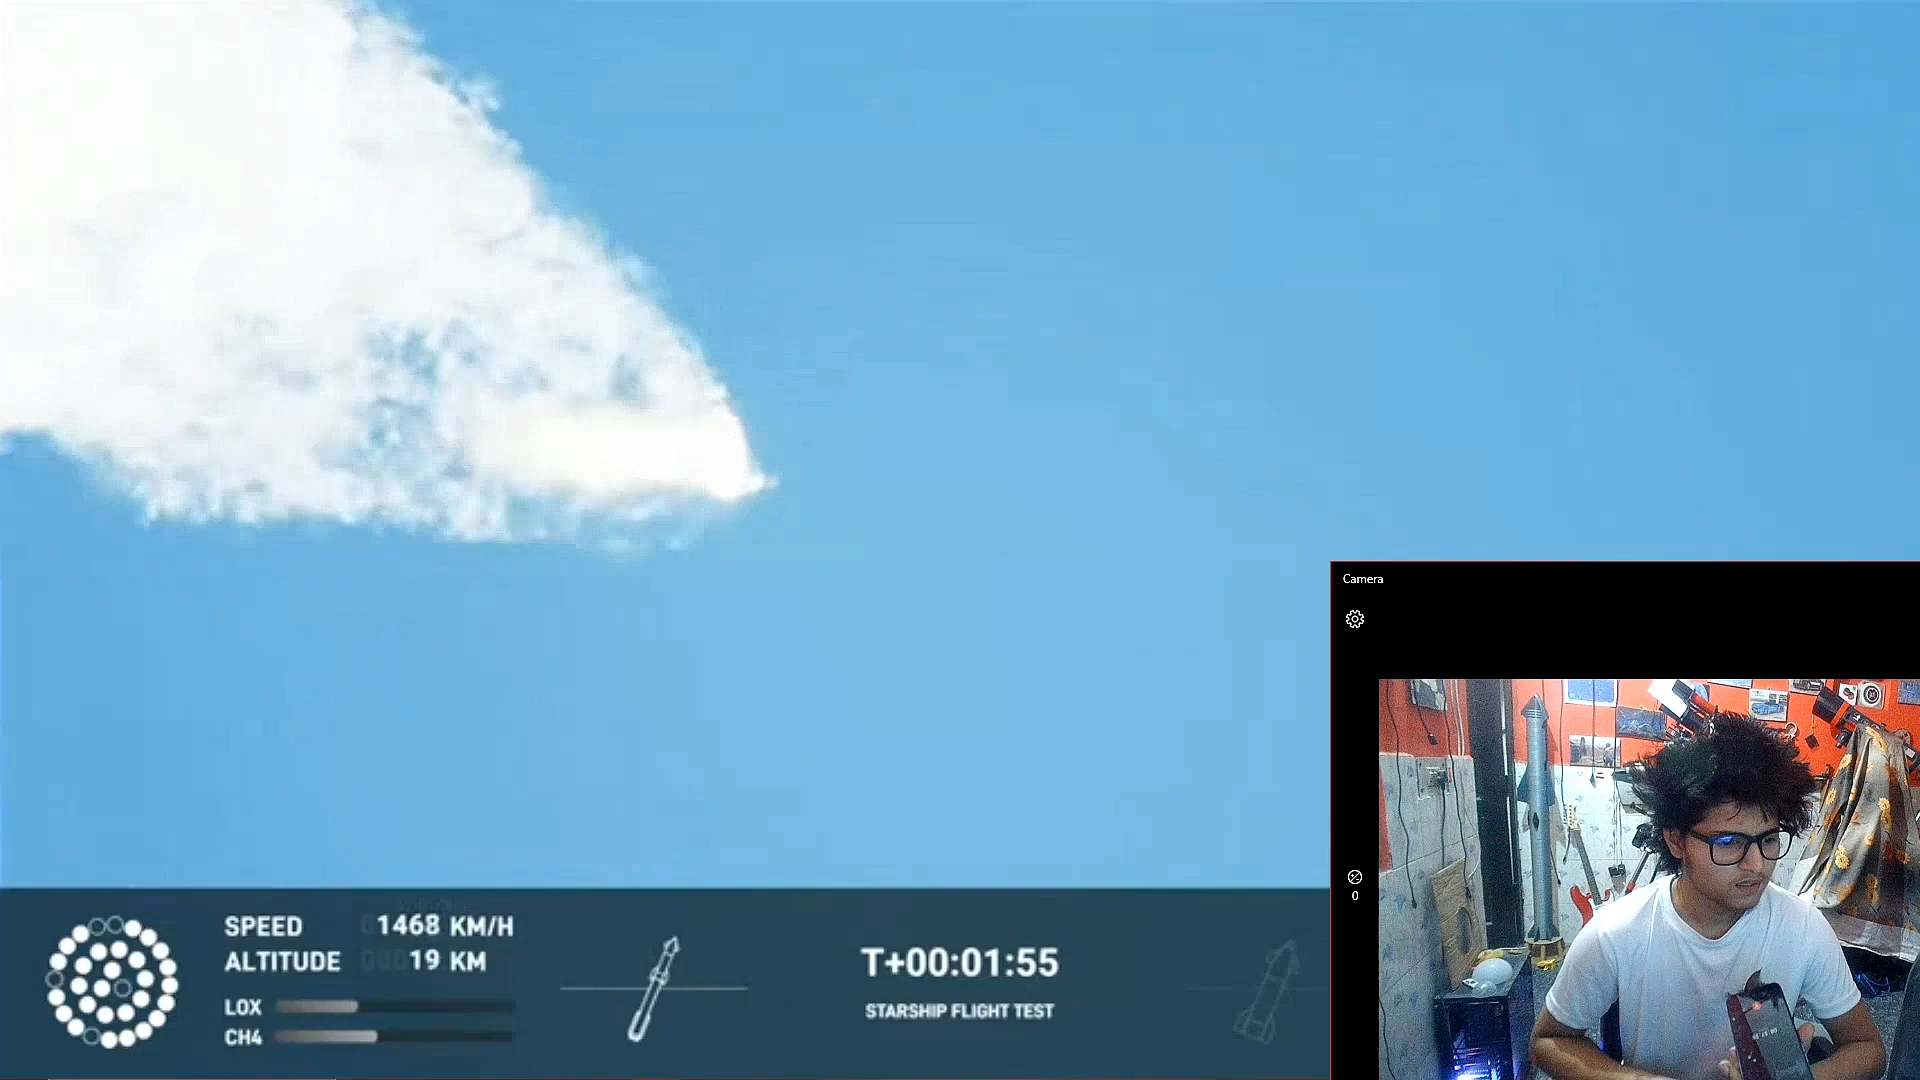 Camera
0
SPEED 1468 KM/H
ALTITUDE 19 KM
LOX
CH4
T+00:01:55
STARSHIP FLIGHT TEST